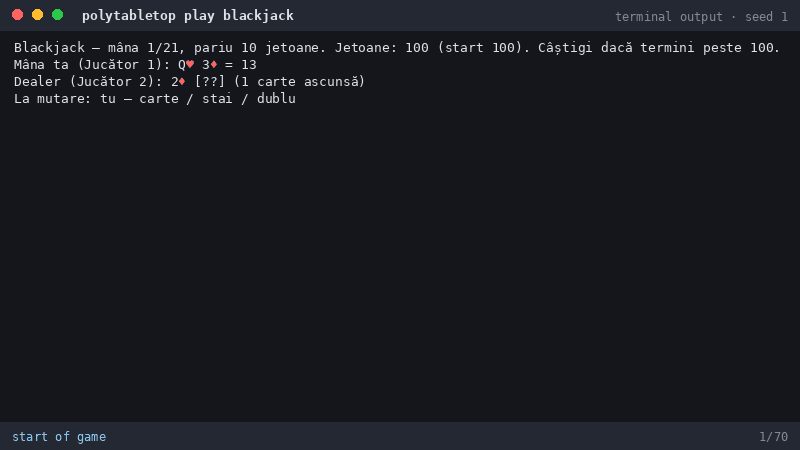 polytabletop play blackjack
terminal output · seed 1
Blackjack — mâna 1/21, pariu 10 jetoane. Jetoane: 100 (start 100). Câștigi dacă termini peste 100.
Mâna ta (Jucător 1): Q♥ 3♦ = 13
Dealer (Jucător 2): 2♦ [??] (1 carte ascunsă)
La mutare: tu — carte / stai / dublu
start of game
1/70